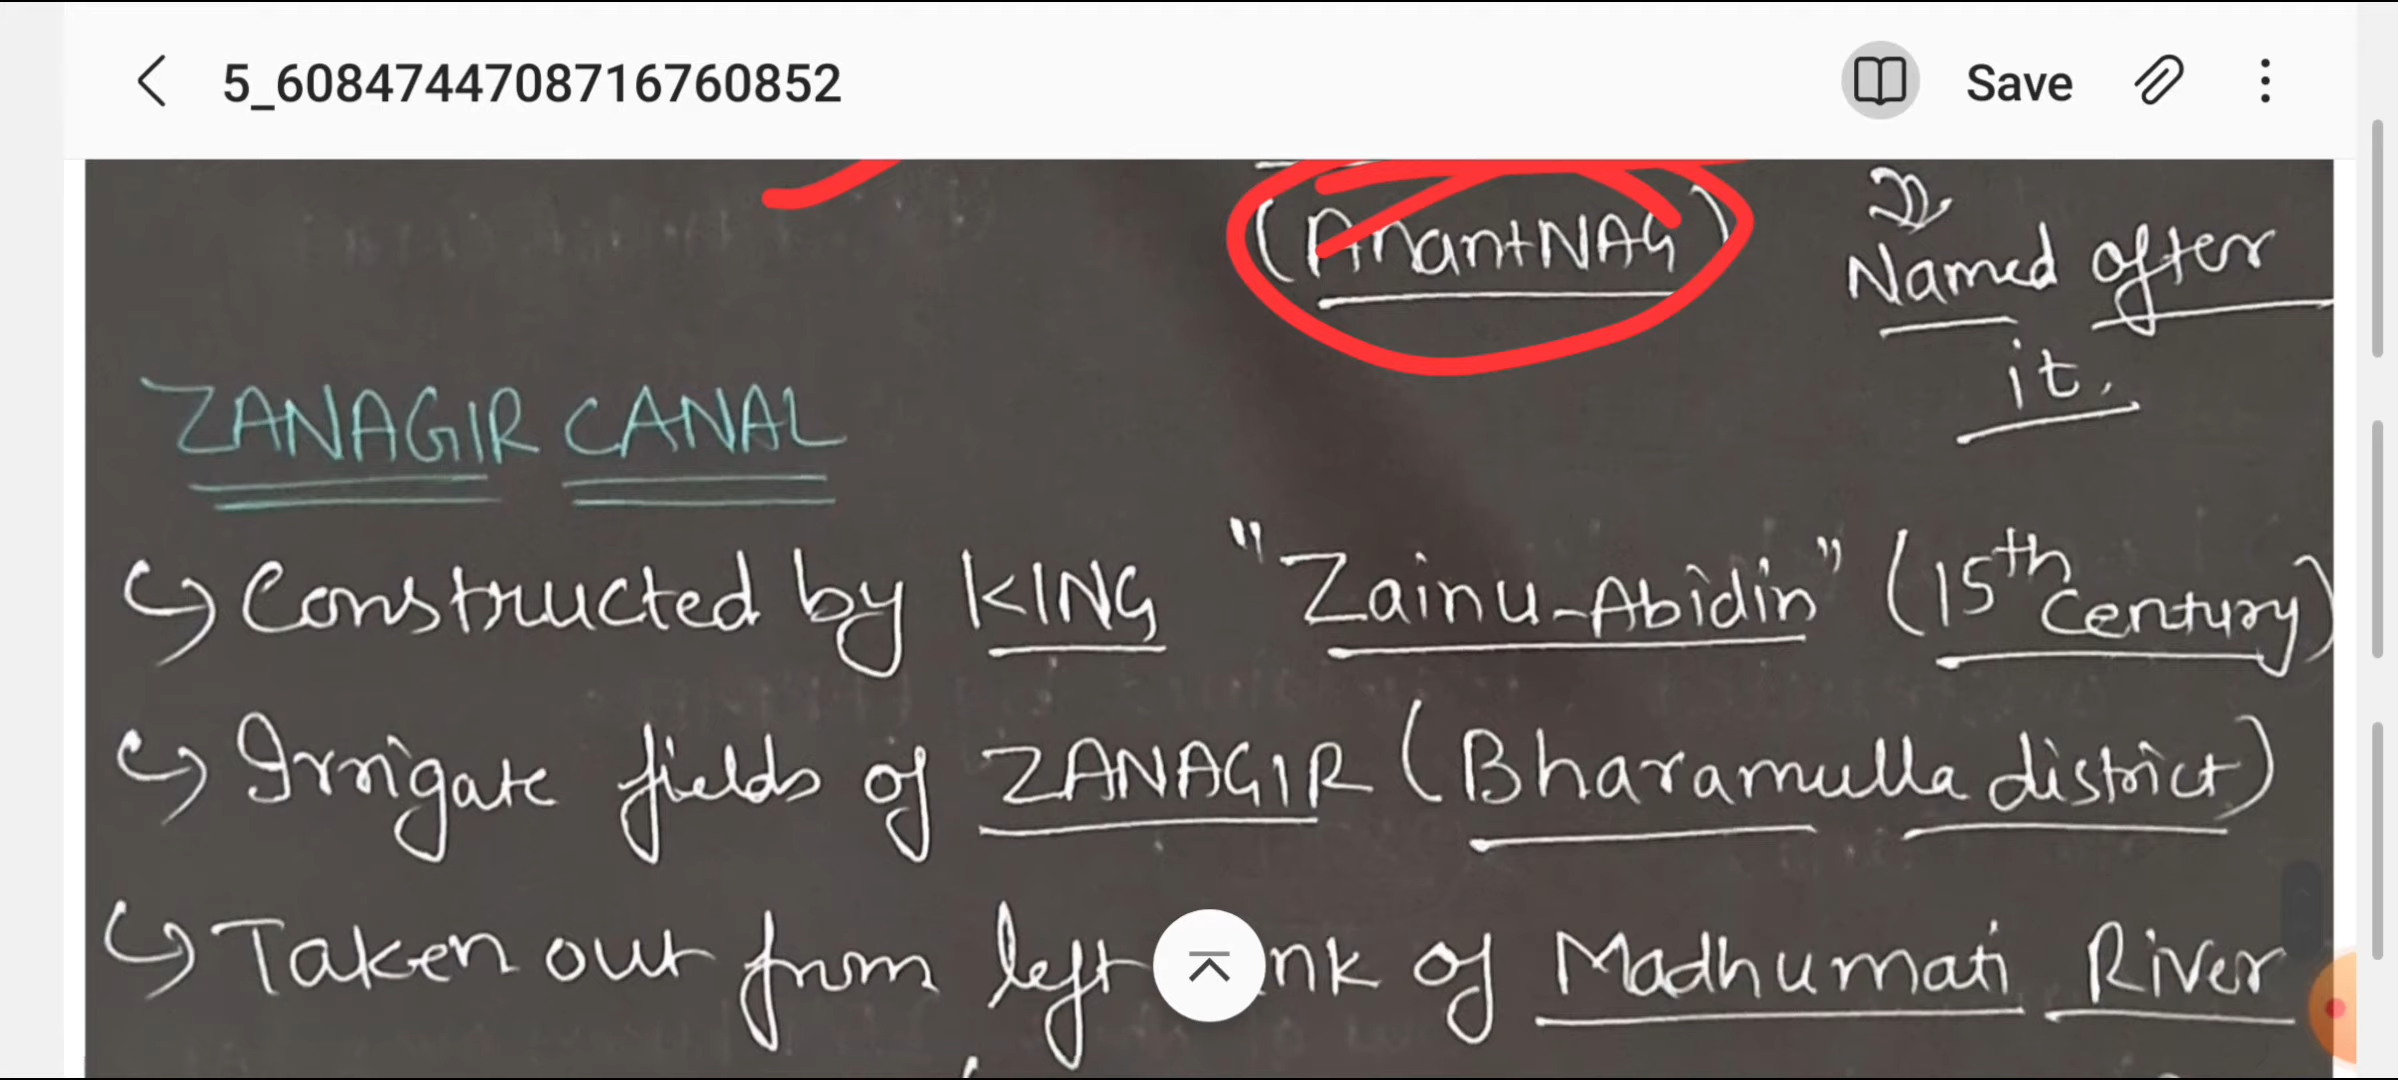 5_6084744708716760852
Save
(AnantNAG)
Named after
it.
ZANAGIR CANAL
Constructed by KING "Zainu-Abidin" (15th Century)
Irrigate fields of ZANAGIR (Bharamulla district)
Taken out from left nk of Madhumati River